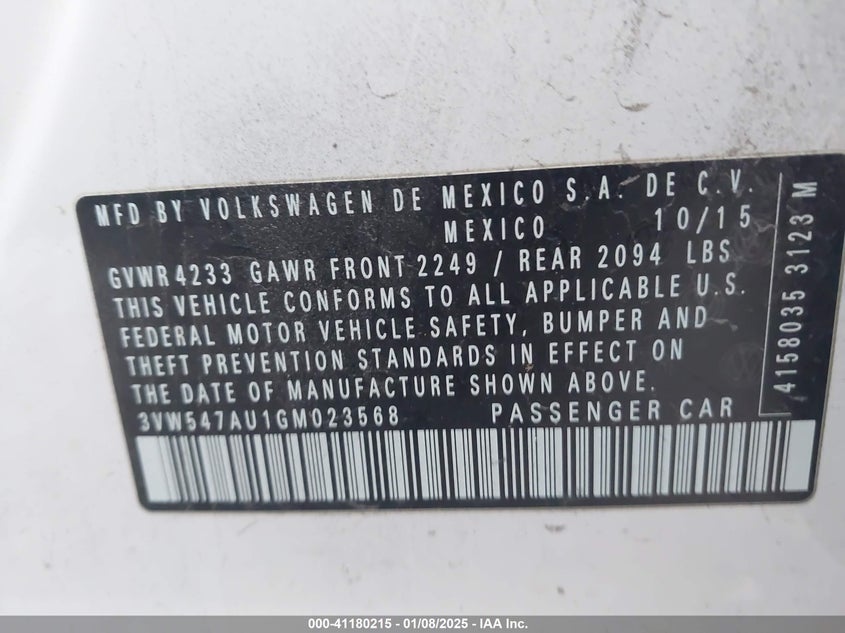 MFD BY VOLKSWAGEN DE MEXICO S.A. DE C.V.
MEXICO 10/15
GVWR4233 GAWR FRONT 2249 / REAR 2094 LBS
THIS VEHICLE CONFORMS TO ALL APPLICABLE U.S.
FEDERAL MOTOR VEHICLE SAFETY, BUMPER AND
THEFT PREVENTION STANDARDS IN EFFECT ON
THE DATE OF MANUFACTURE SHOWN ABOVE.
3VW547AU1GM023568 PASSENGER CAR
4158035 3123 M
000-41180215 - 01/08/2025 - IAA Inc.